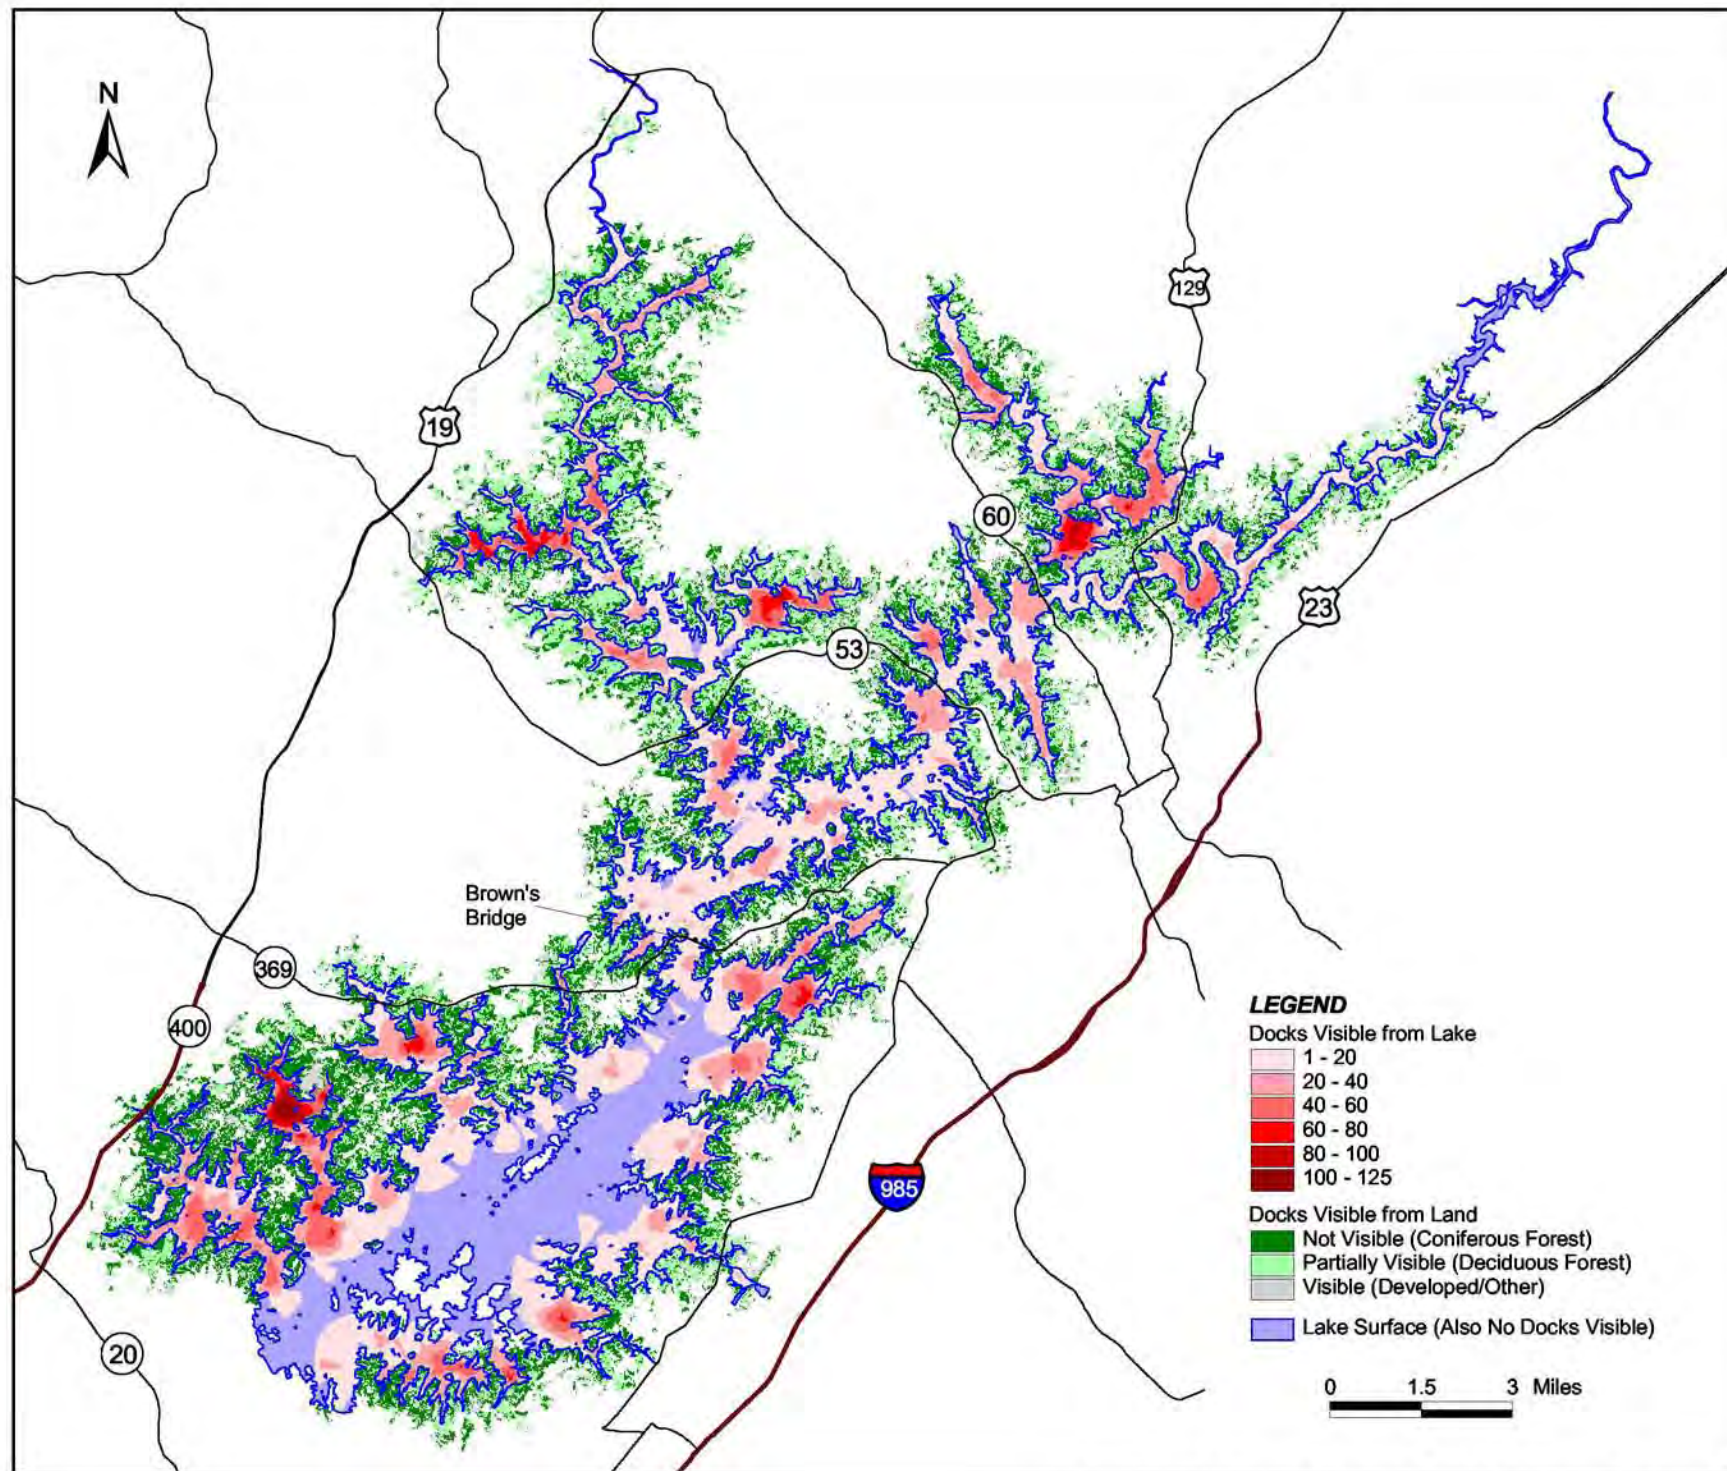 N
129
19
60
23
53
Brown's
Bridge
369
400
985
20
LEGEND
Docks Visible from Lake
1 - 20
20 - 40
40 - 60
60 - 80
80 - 100
100 - 125
Docks Visible from Land
Not Visible (Coniferous Forest)
Partially Visible (Deciduous Forest)
Visible (Developed/Other)
Lake Surface (Also No Docks Visible)
0 1.5 3 Miles